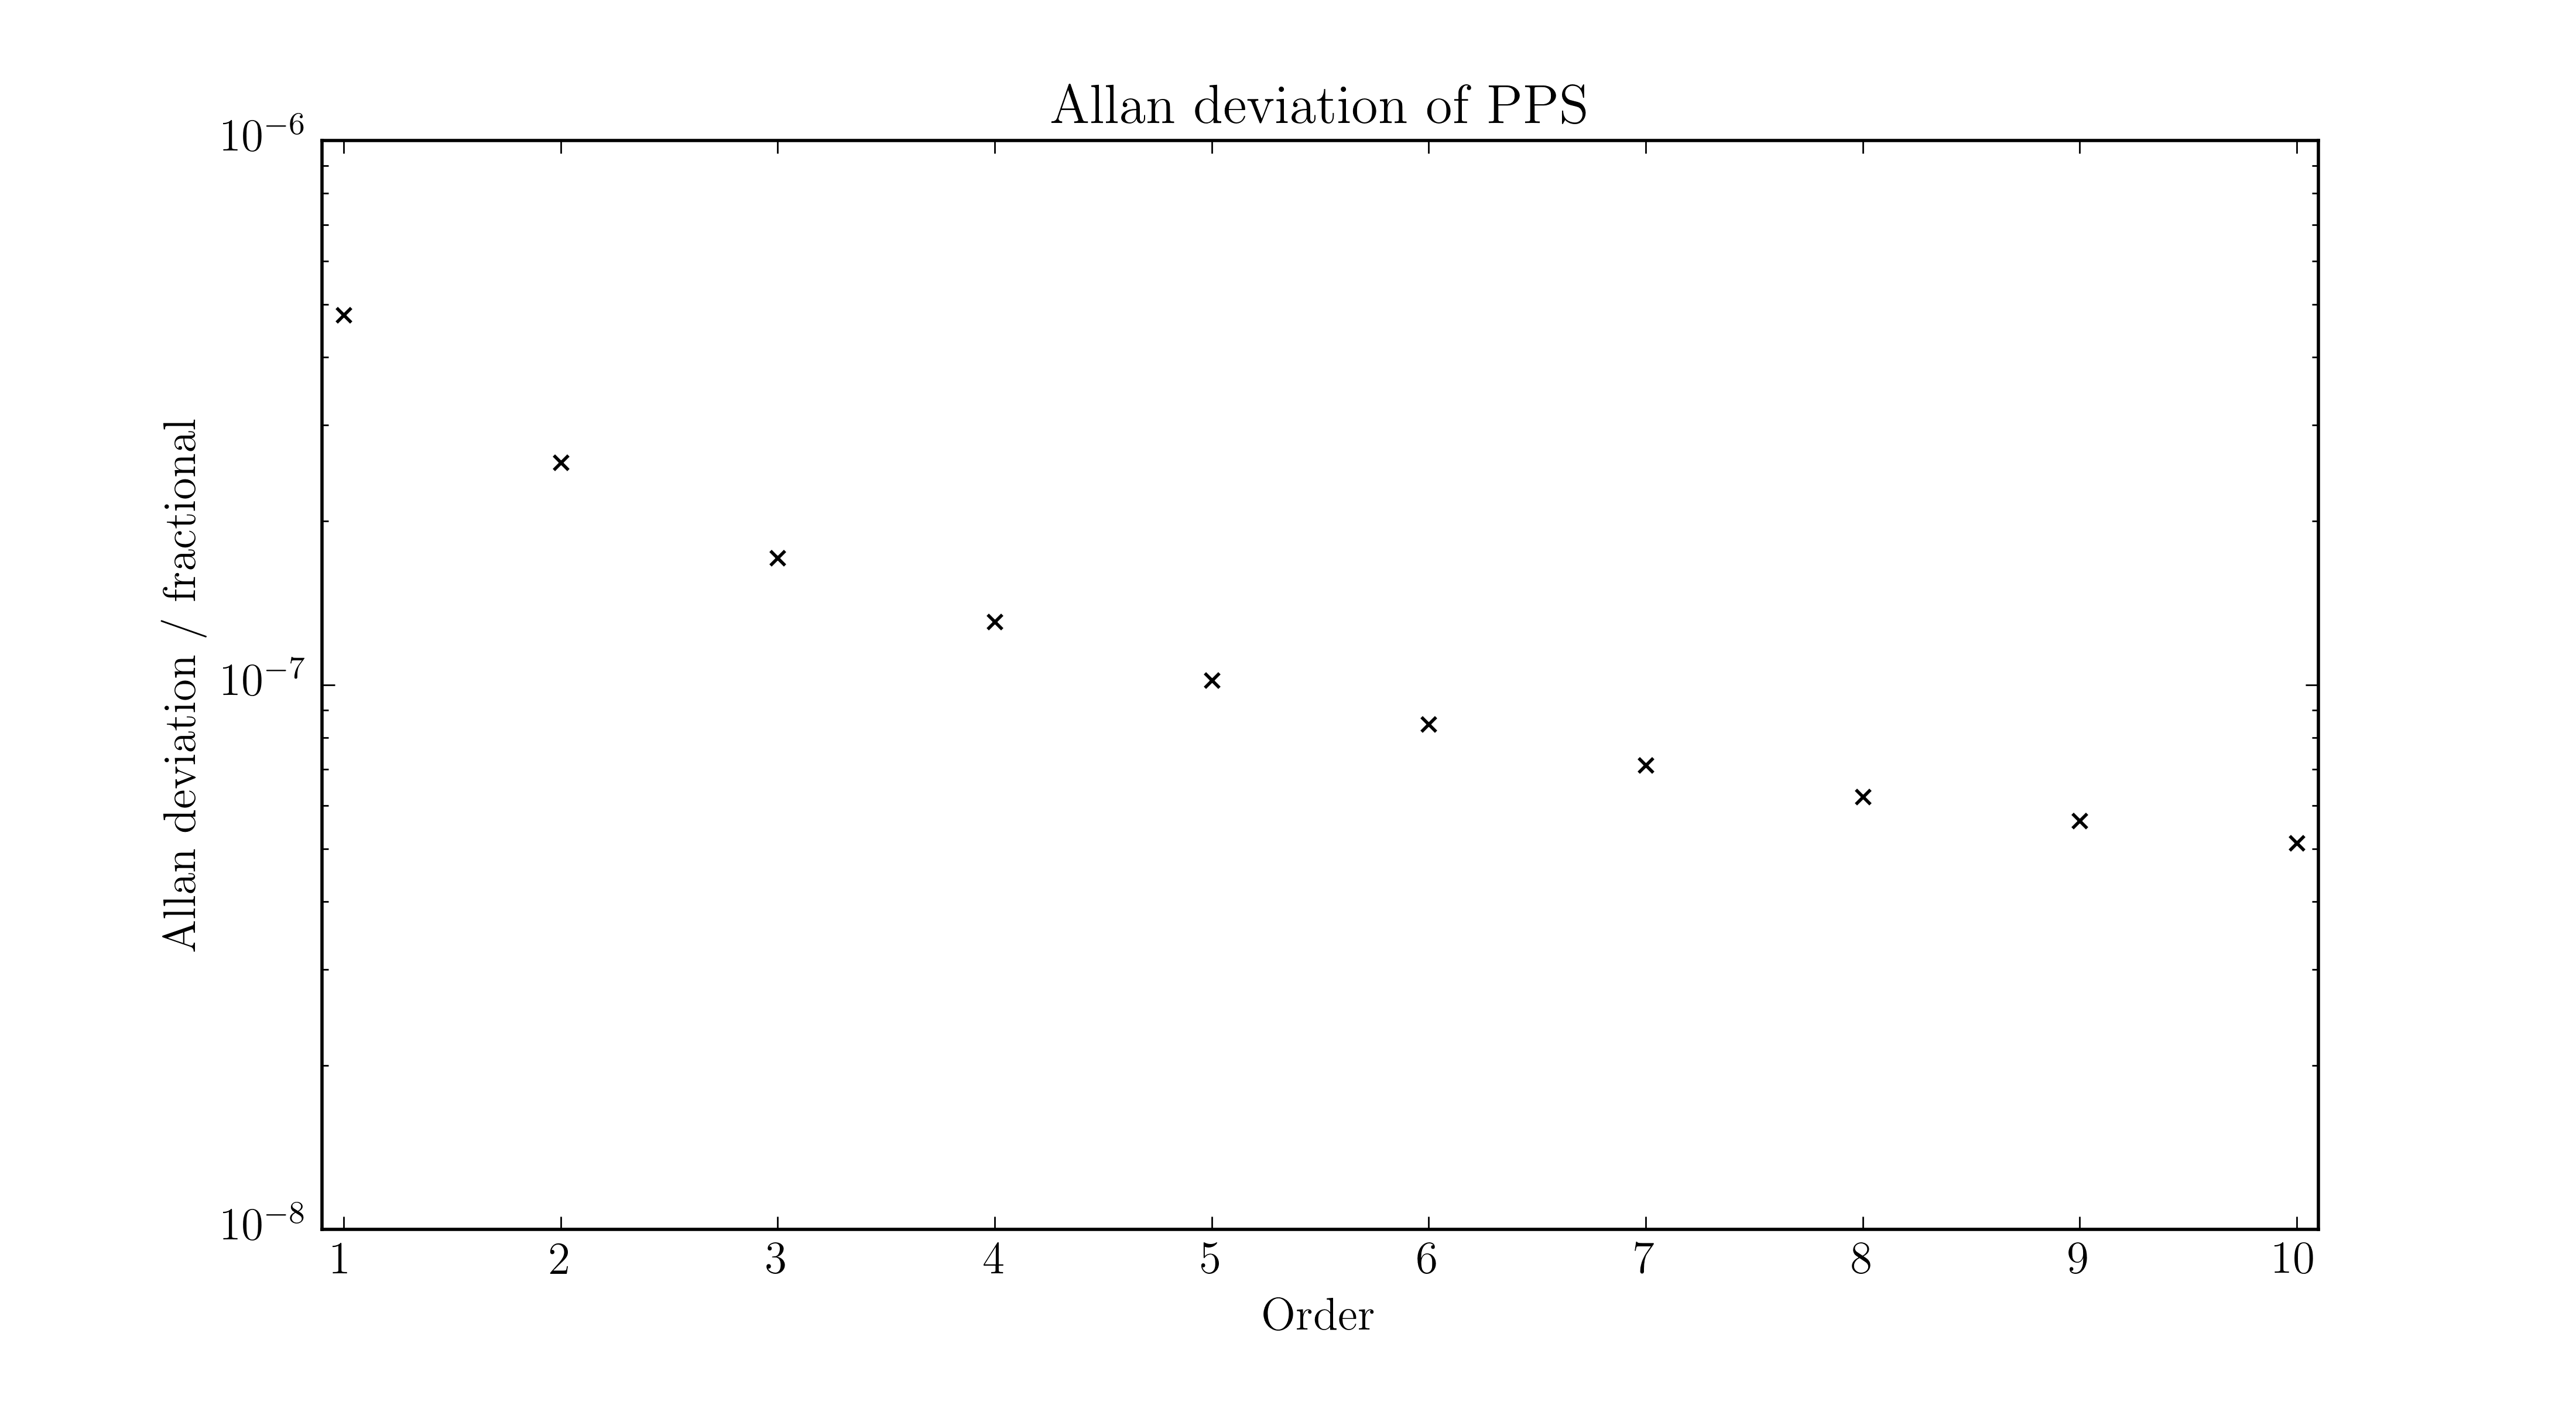 Allan deviation of PPS
Allan deviation / fractional
10⁻⁶
10⁻⁷
10⁻⁸
1 2 3 4 5 6 7 8 9 10
Order